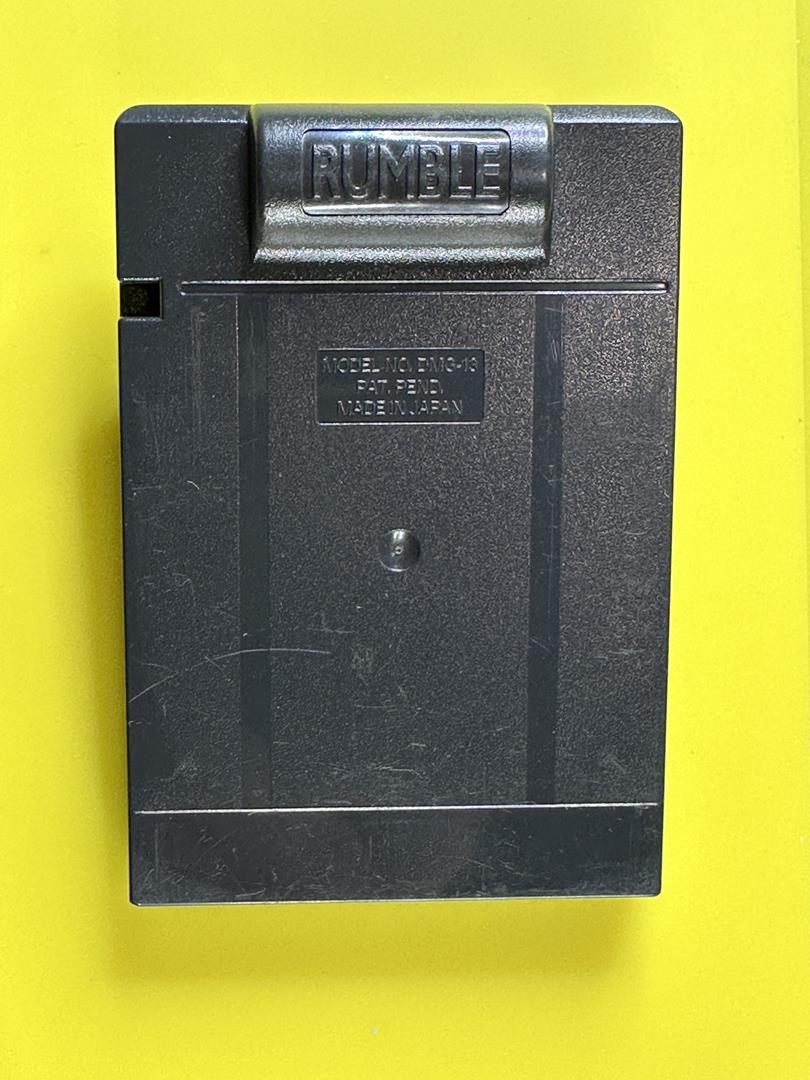 RUMBLE
MODEL NO. DMG-13
PAT. PEND.
MADE IN JAPAN